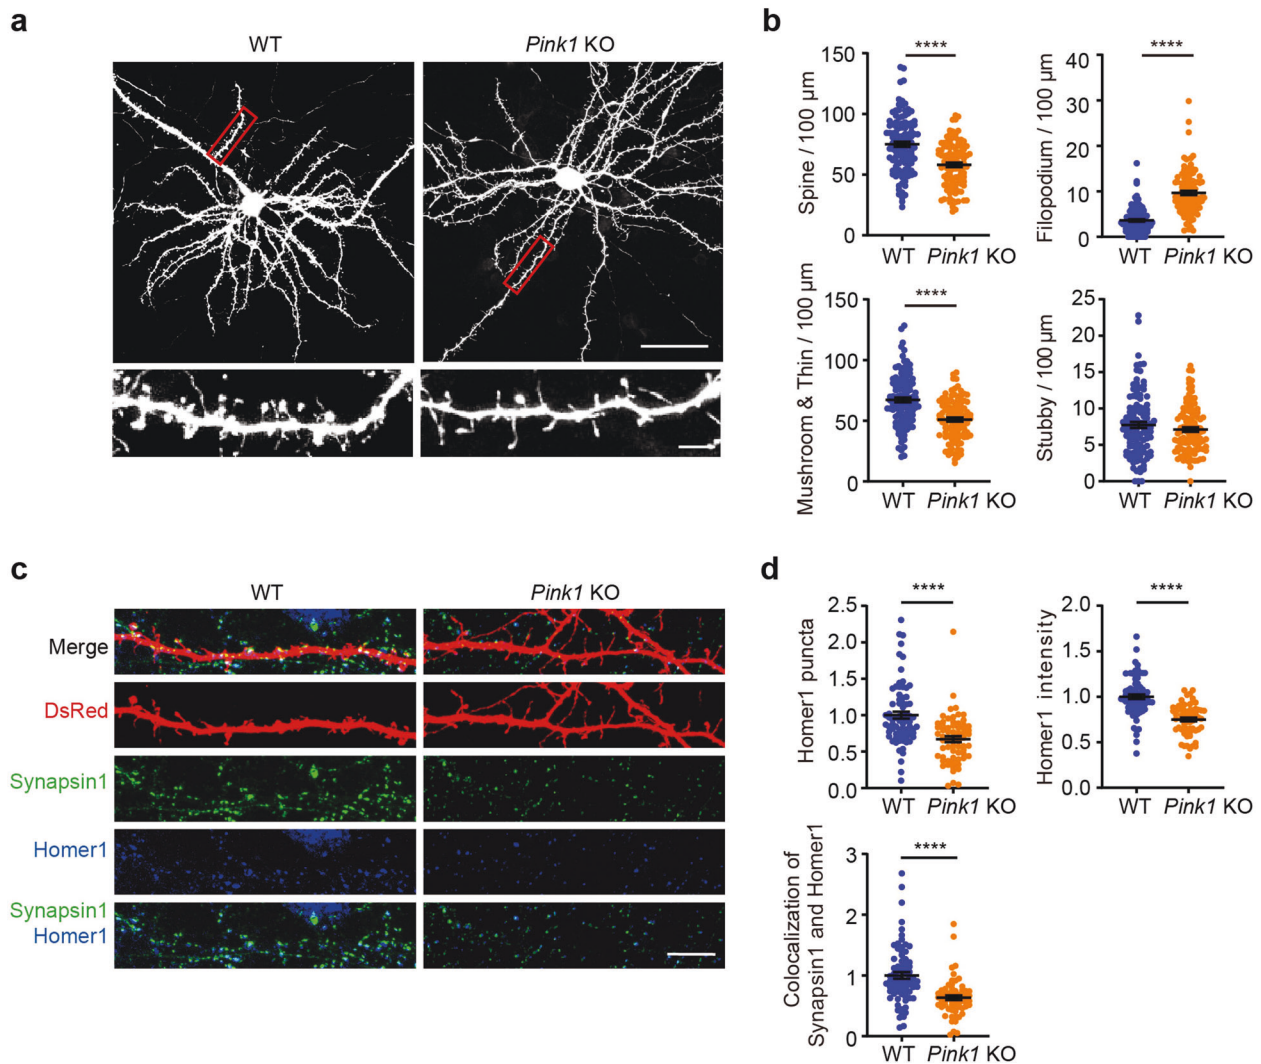 a
WT
Pink1 KO
b
Spine / 100 µm
150
100
50
0
WT Pink1 KO
****
Filopodium / 100 µm
40
30
20
10
0
WT Pink1 KO
****
Mushroom & Thin / 100 µm
150
100
50
0
WT Pink1 KO
****
Stubby / 100 µm
25
20
15
10
5
0
WT Pink1 KO
c
WT
Pink1 KO
Merge
DsRed
Synapsin1
Homer1
Synapsin1
Homer1
d
Homer1 puncta
2.5
2.0
1.5
1.0
0.5
0.0
WT Pink1 KO
****
Homer1 intensity
2.0
1.5
1.0
0.5
0.0
WT Pink1 KO
****
Colocalization of
Synapsin1 and Homer1
3
2
1
0
WT Pink1 KO
****